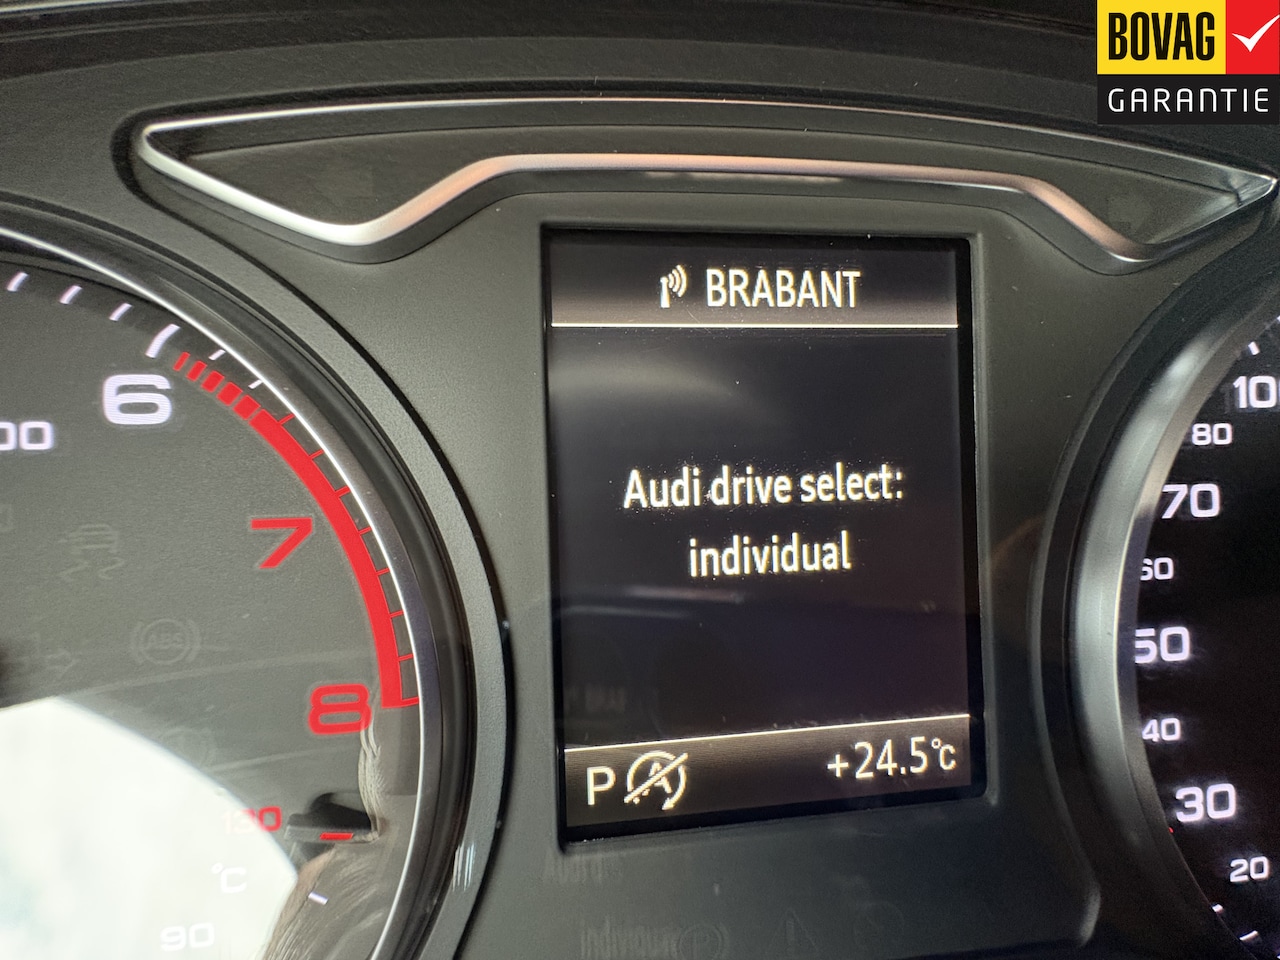 BOVAG
GARANTIE
BRABANT
Audi drive select:
individual
P A
+24.5°C
6
7
8
130
°C
90
100
80
70
60
50
40
30
20
ABS